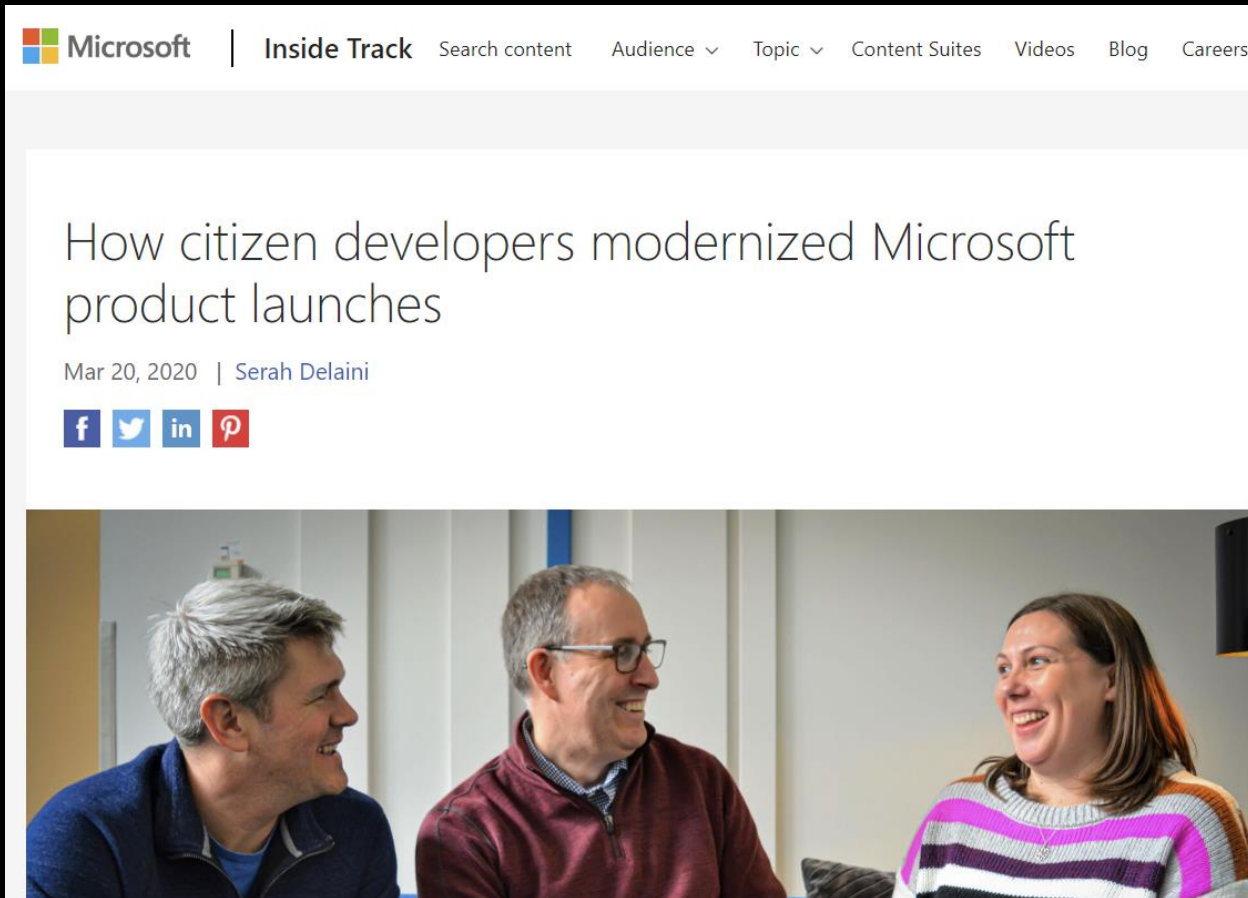 Microsoft | Inside Track Search content Audience Topic Content Suites Videos Blog Careers
How citizen developers modernized Microsoft
product launches
Mar 20, 2020 | Serah Delaini
f in